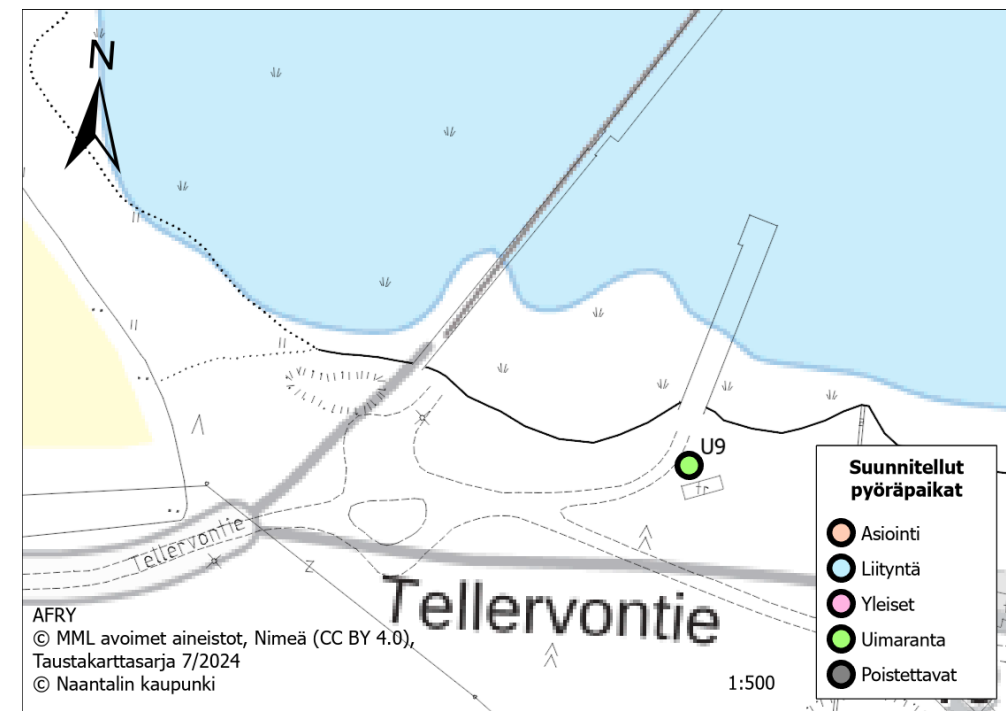 N
U9
tr
Tellervontie
Z
Tellervontie
Suunnitellut
pyöräpaikat
Asiointi
Liityntä
Yleiset
Uimaranta
Poistettavat
AFRY
© MML avoimet aineistot, Nimeä (CC BY 4.0),
Taustakarttasarja 7/2024
© Naantalin kaupunki
1:500